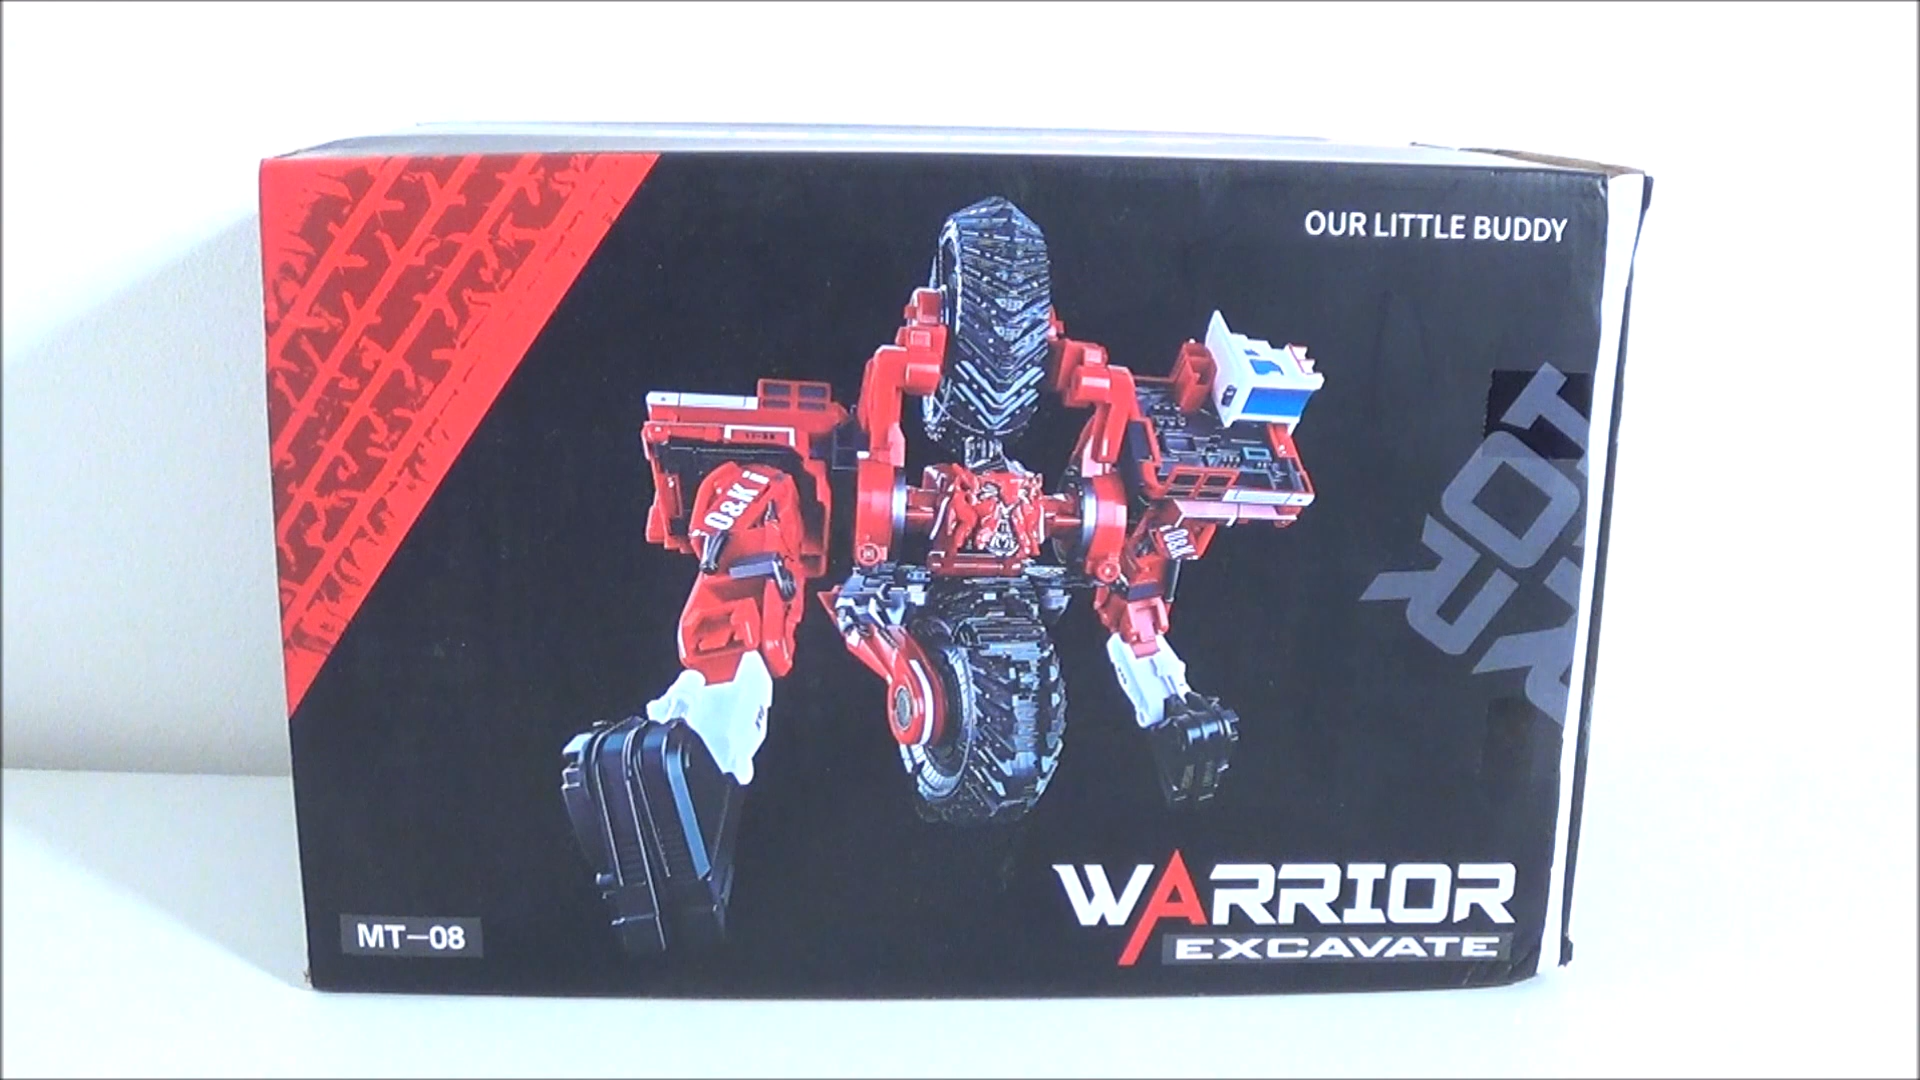 OUR LITTLE BUDDY
O&K
O&K
WARRIOR
EXCAVATE
MT-08